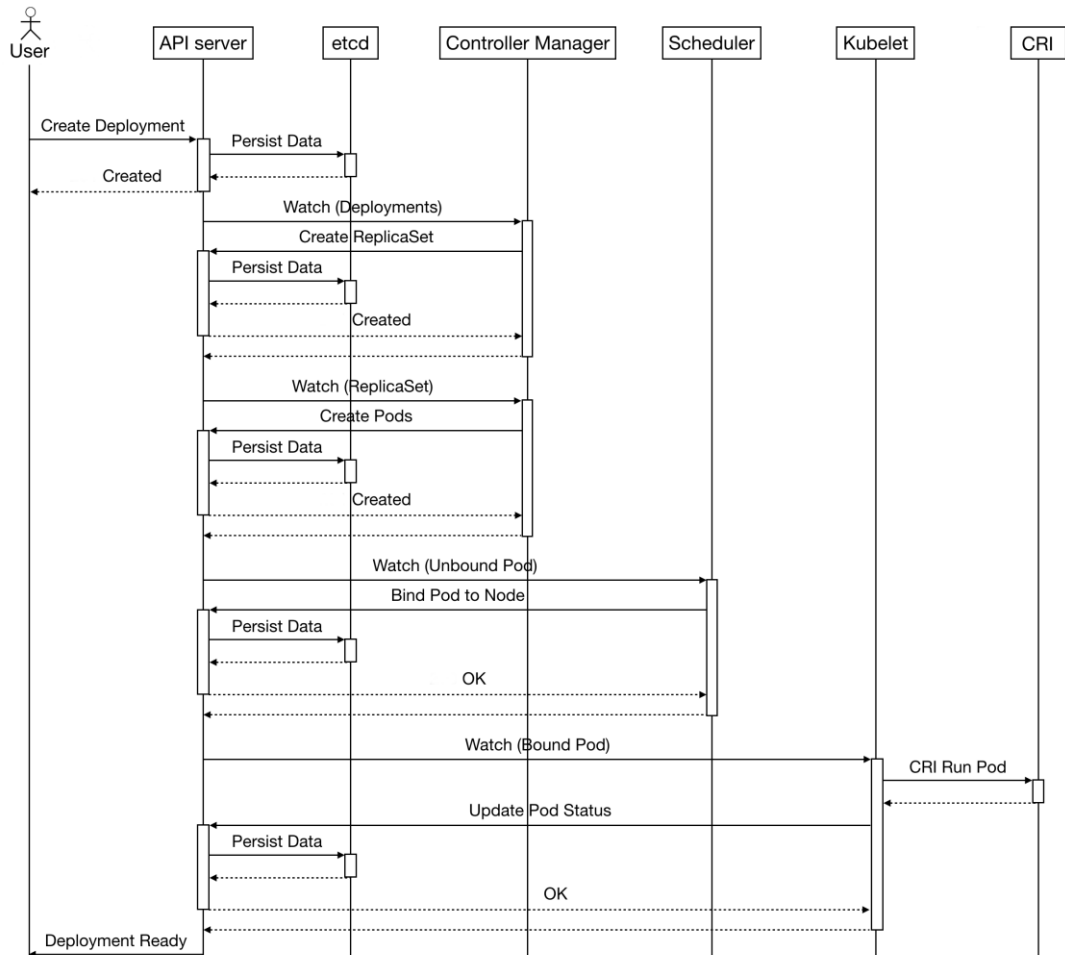 User
API server
etcd
Controller Manager
Scheduler
Kubelet
CRI
Create Deployment
Persist Data
Created
Watch (Deployments)
Create ReplicaSet
Persist Data
Created
Watch (ReplicaSet)
Create Pods
Persist Data
Created
Watch (Unbound Pod)
Bind Pod to Node
Persist Data
OK
Watch (Bound Pod)
CRI Run Pod
Update Pod Status
Persist Data
OK
Deployment Ready